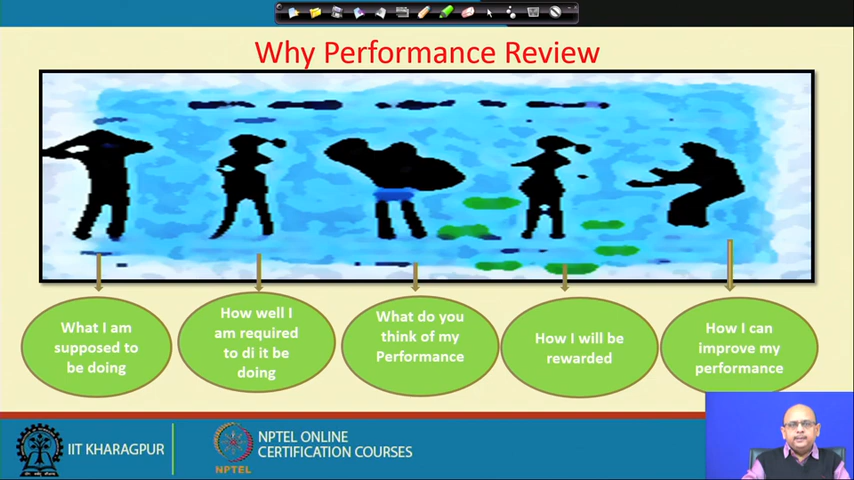 Why Performance Review
What I am
supposed to
be doing
How well I
am required
to di it be
doing
What do you
think of my
Performance
How I will be
rewarded
How I can
improve my
performance
IIT KHARAGPUR
NPTEL
NPTEL ONLINE
CERTIFICATION COURSES